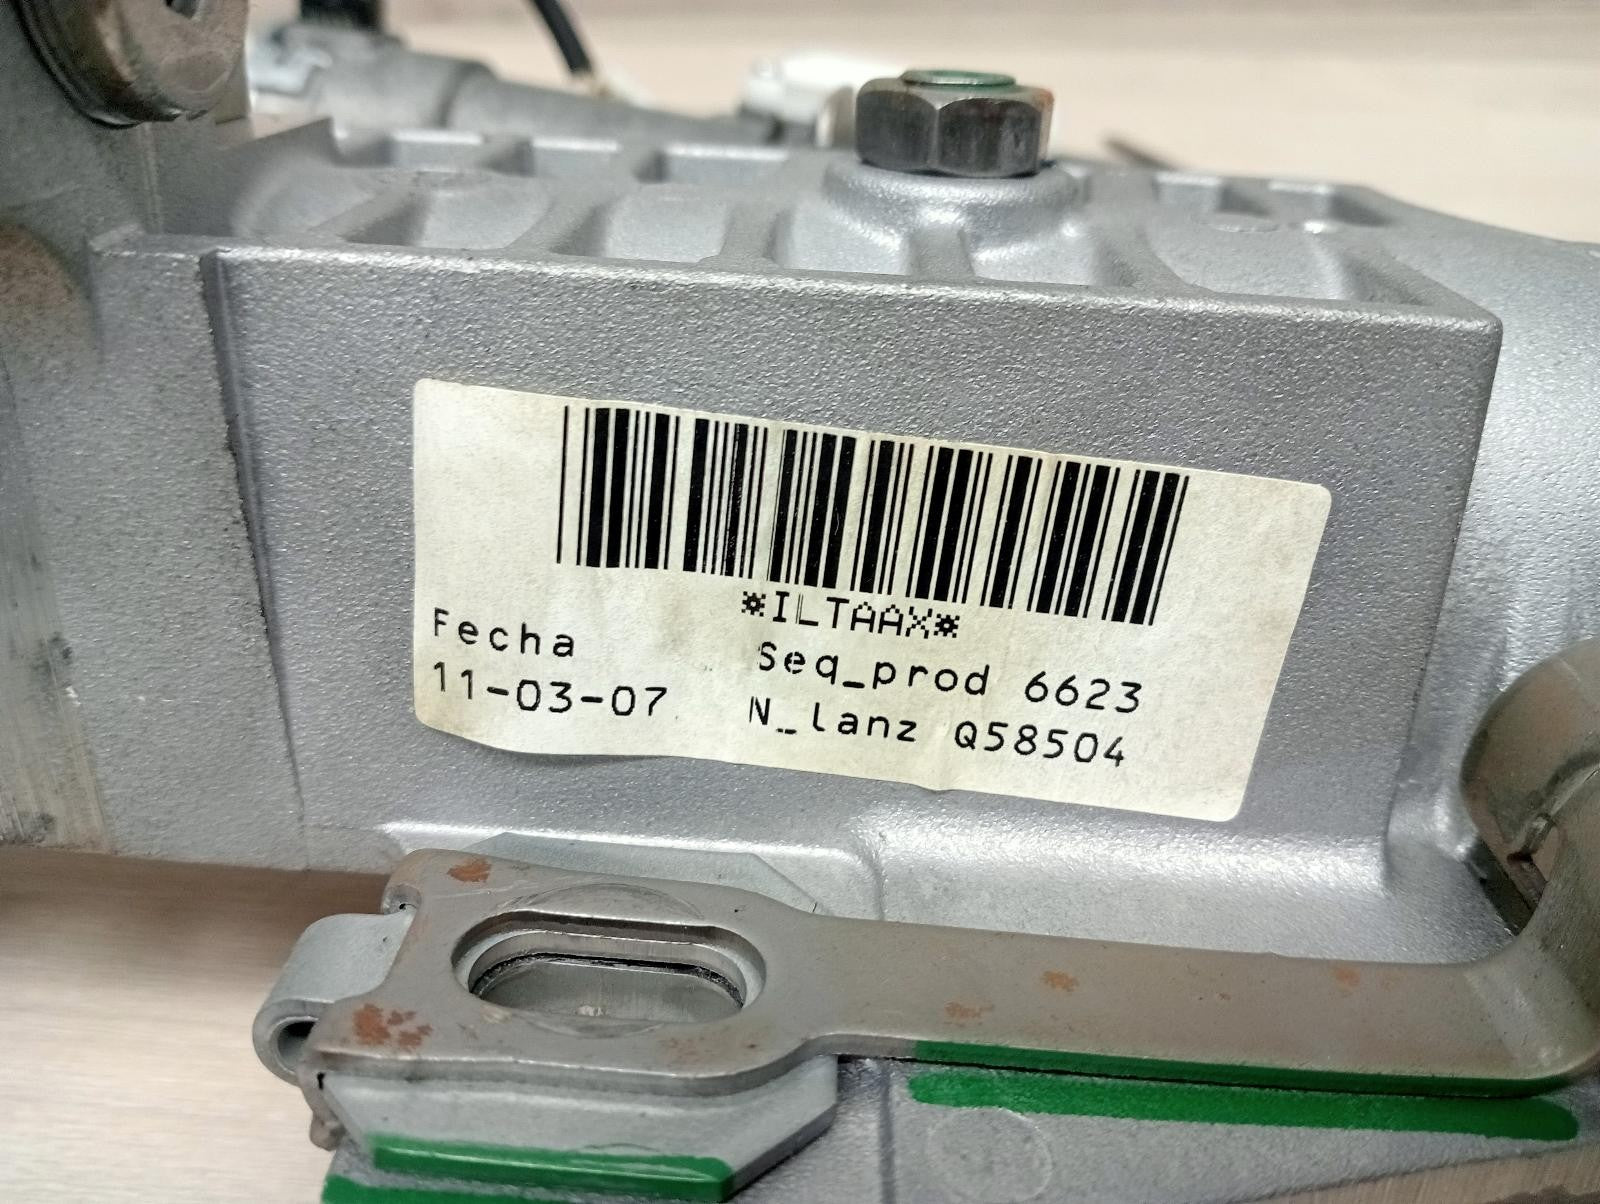 *ILTAAX*
Fecha
11-03-07
Seq_prod 6623
N_lanz Q58504